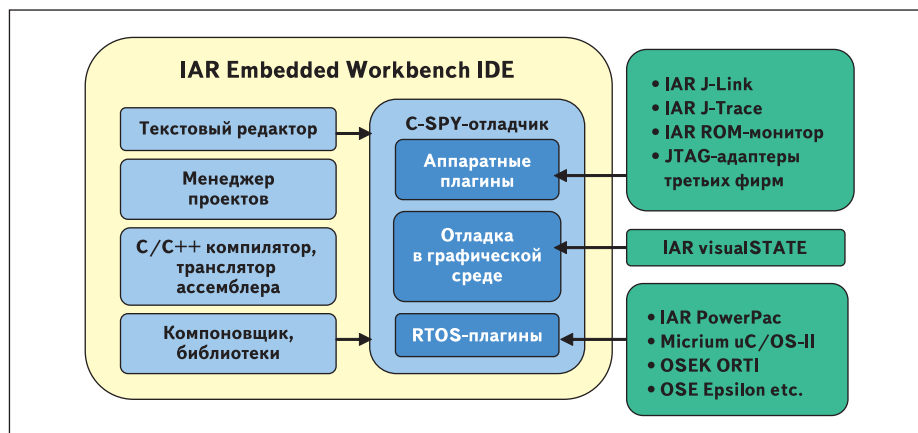 IAR Embedded Workbench IDE
Текстовый редактор
Менеджер
проектов
C/C++ компилятор,
транслятор
ассемблера
Компоновщик,
библиотеки
C-SPY-отладчик
Аппаратные
плагины
Отладка
в графической
среде
RTOS-плагины
• IAR J-Link
• IAR J-Trace
• IAR ROM-монитор
• JTAG-адаптеры
третьих фирм
IAR visualSTATE
• IAR PowerPac
• Micrium uC/OS-II
• OSEK ORTI
• OSE Epsilon etc.